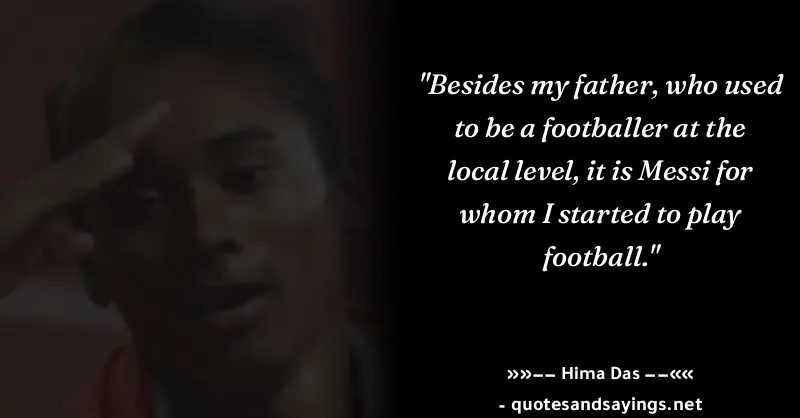 "Besides my father, who used
to be a footballer at the
local level, it is Messi for
whom I started to play
football."
»»−− Hima Das −−««
- quotesandsayings.net